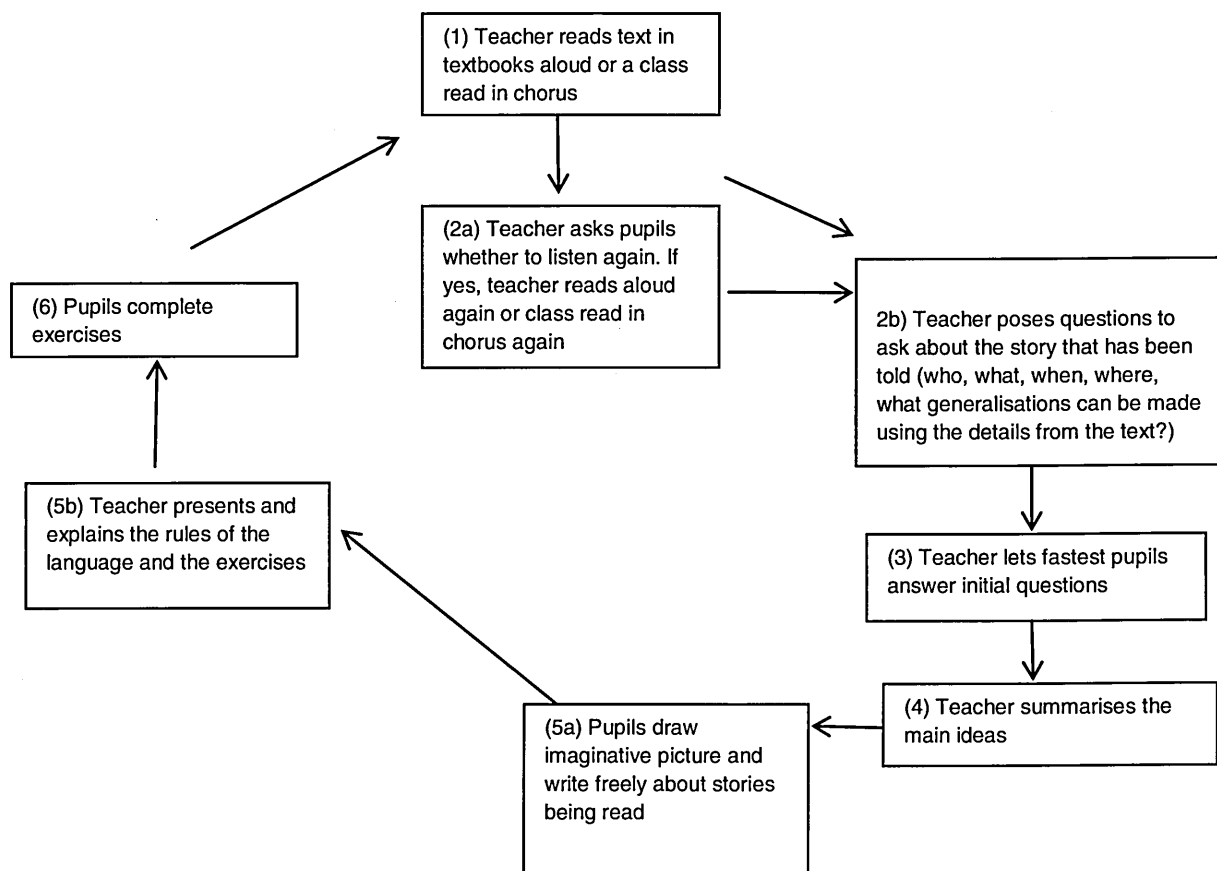 (1) Teacher reads text in
textbooks aloud or a class
read in chorus
(2a) Teacher asks pupils
whether to listen again. If
yes, teacher reads aloud
again or class read in
chorus again
2b) Teacher poses questions to
ask about the story that has been
told (who, what, when, where,
what generalisations can be made
using the details from the text?)
(3) Teacher lets fastest pupils
answer initial questions
(4) Teacher summarises the
main ideas
(5a) Pupils draw
imaginative picture and
write freely about stories
being read
(5b) Teacher presents and
explains the rules of the
language and the exercises
(6) Pupils complete
exercises